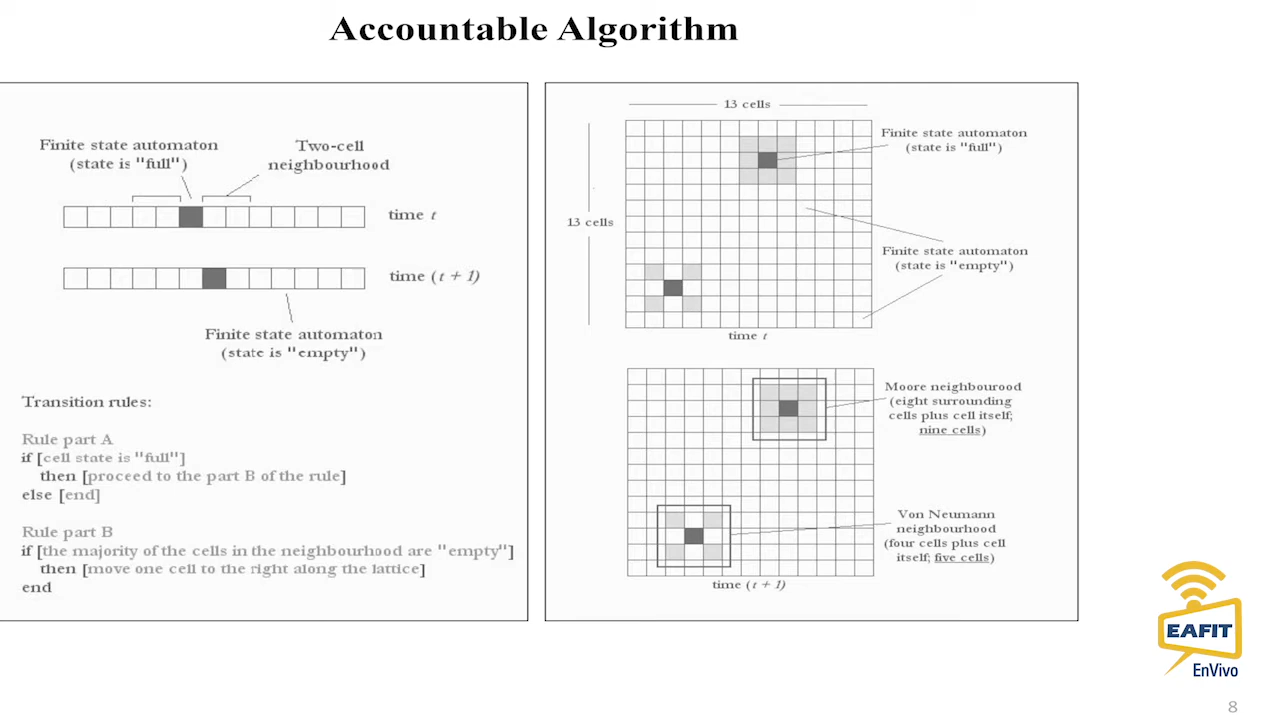 Accountable Algorithm
Finite state automaton
(state is "full")
Two-cell
neighbourhood
time t
time (t + 1)
Finite state automaton
(state is "empty")
Transition rules:
Rule part A
if [cell state is "full"]
then [proceed to the part B of the rule]
else [end]
Rule part B
if [the majority of the cells in the neighbourhood are "empty"]
then [move one cell to the right along the lattice]
end
13 cells
13 cells
Finite state automaton
(state is "full")
Finite state automaton
(state is "empty")
time t
Moore neighbourood
(eight surrounding
cells plus cell itself;
nine cells)
Von Neumann
neighbourhood
(four cells plus cell
itself; five cells)
time (t + 1)
EAFIT
EnVivo
8